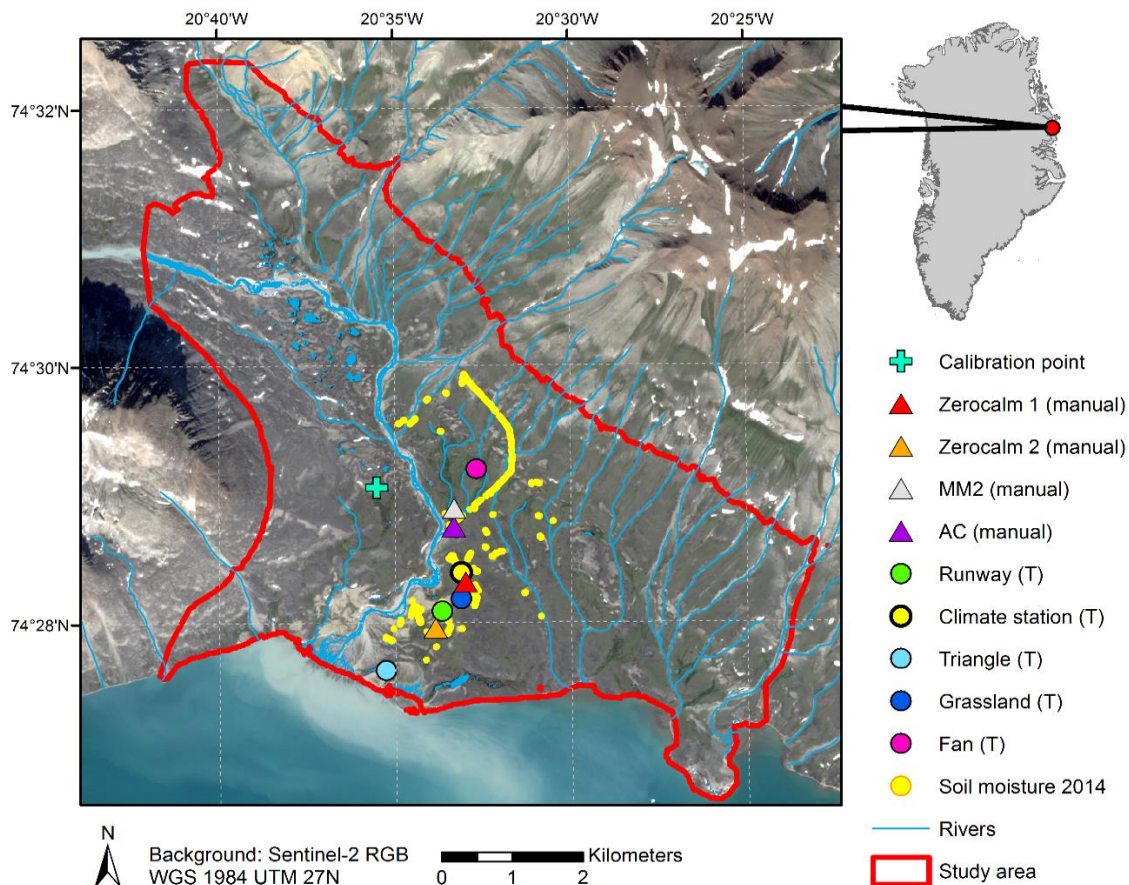 20°40'W 20°35'W 20°30'W 20°25'W
74°32'N
74°30'N
74°28'N
Calibration point
Zerocalm 1 (manual)
Zerocalm 2 (manual)
MM2 (manual)
AC (manual)
Runway (T)
Climate station (T)
Triangle (T)
Grassland (T)
Fan (T)
Soil moisture 2014
Rivers
Study area
N
Background: Sentinel-2 RGB
WGS 1984 UTM 27N
Kilometers
0 1 2